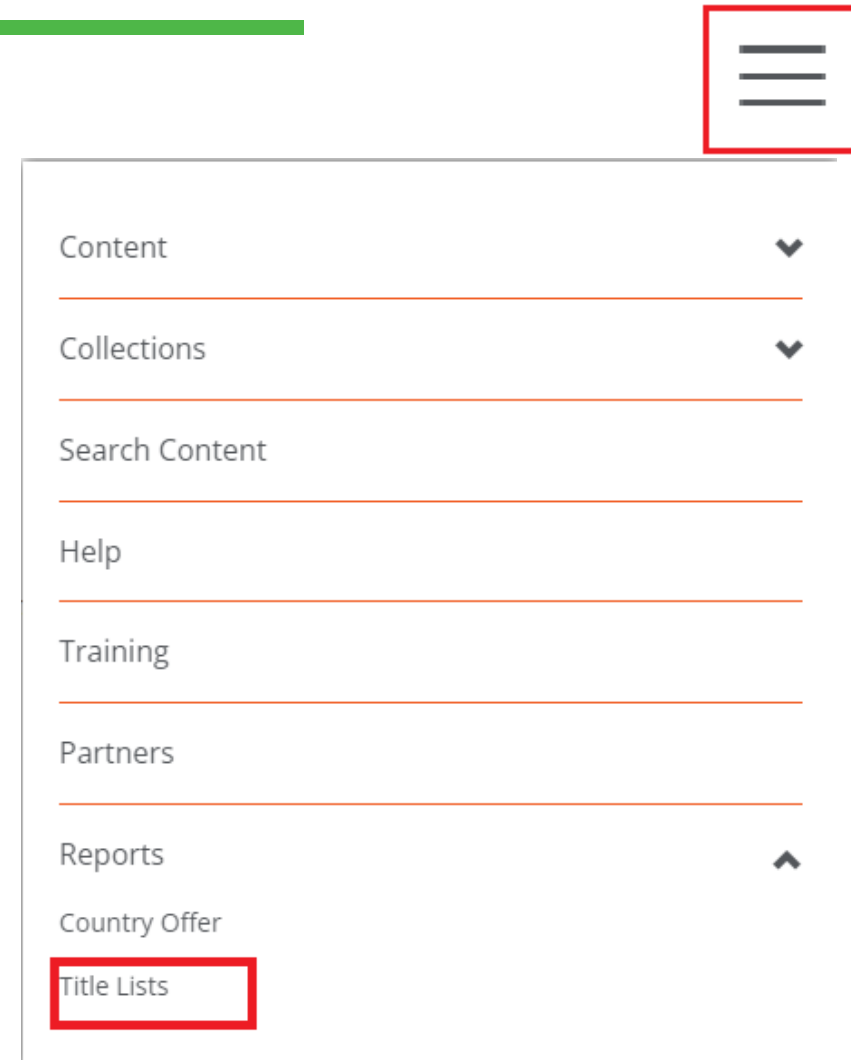 Content
Collections
Search Content
Help
Training
Partners
Reports
Country Offer
Title Lists